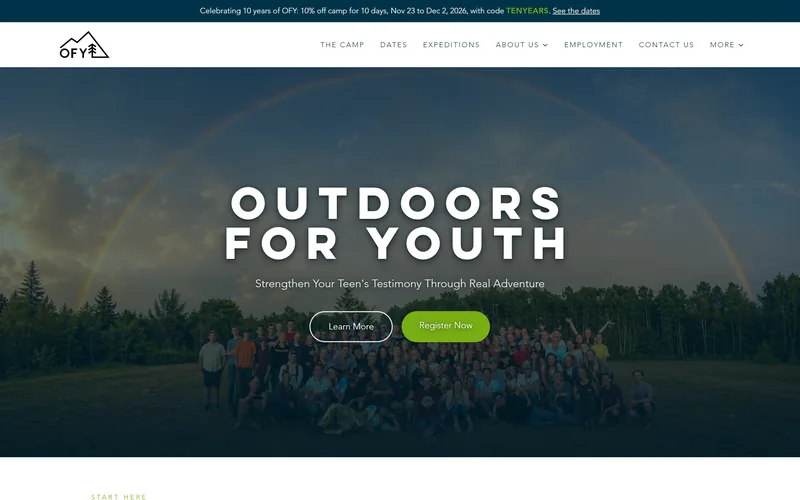 Celebrating 10 years of OFY: 10% off camp for 10 days, Nov 23 to Dec 2, 2026, with code TENYEARS. See the dates
OFY
THE CAMP
DATES
EXPEDITIONS
ABOUT US
EMPLOYMENT
CONTACT US
MORE
OUTDOORS
FOR YOUTH
Strengthen Your Teen's Testimony Through Real Adventure
Learn More
Register Now
START HERE